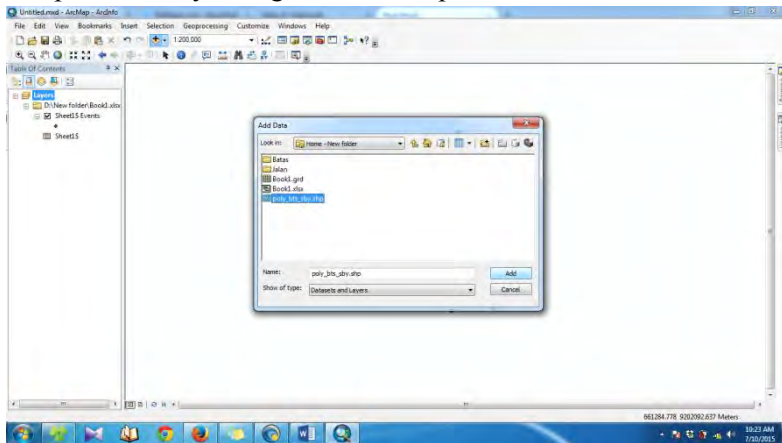 Untitled.mxd - ArcMap - ArcInfo
File Edit View Bookmarks Insert Selection Geoprocessing Customize Windows Help
1:200,000
Table Of Contents
Layers
D:\New folder\Book1.xlsx
Sheet1$ Events
Sheet1$
Add Data
Look in: Home - New folder
Batas
Jalan
Book1.grd
Book1.xlsx
poly_bts_sby.shp
Name: poly_bts_sby.shp
Add
Show of type: Datasets and Layers
Cancel
661284.778 9202092.637 Meters
10:23 AM